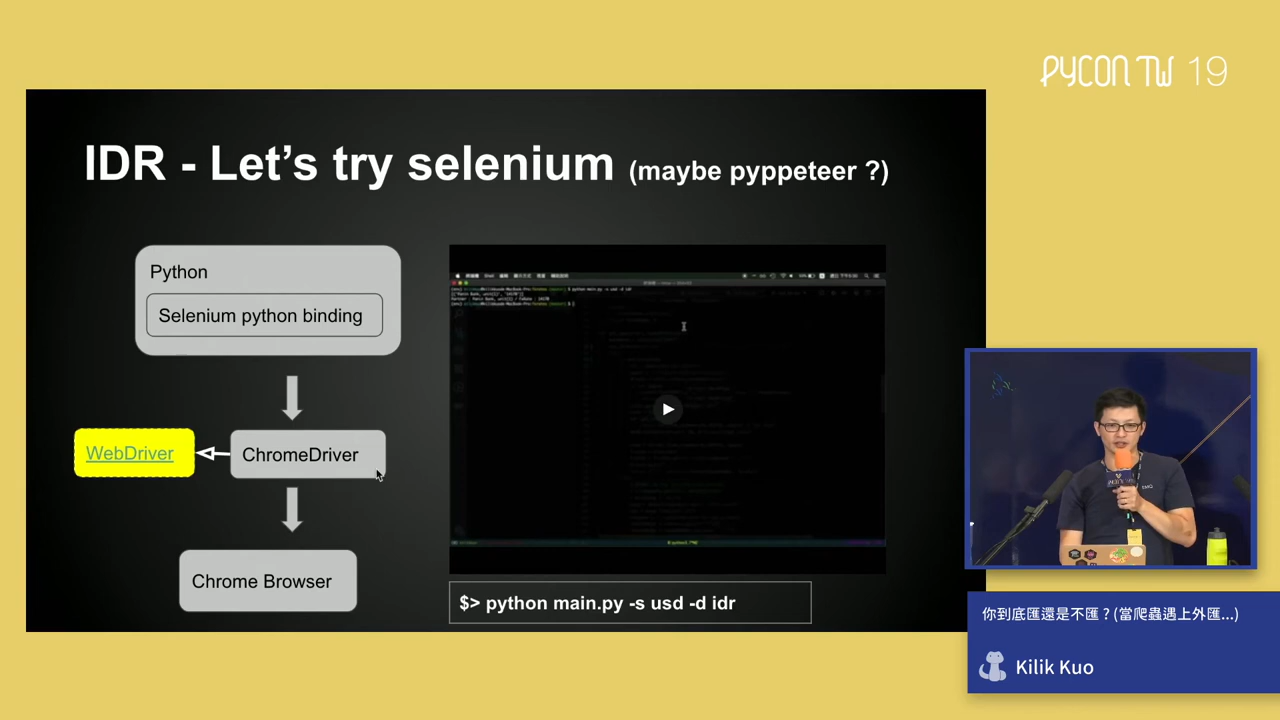 PYCON TW 19
IDR - Let's try selenium (maybe pyppeteer ?)
Python
Selenium python binding
WebDriver
ChromeDriver
Chrome Browser
$> python main.py -s usd -d idr
EMQ
你到底匯還是不匯？(當爬蟲遇上外匯...)
Kilik Kuo